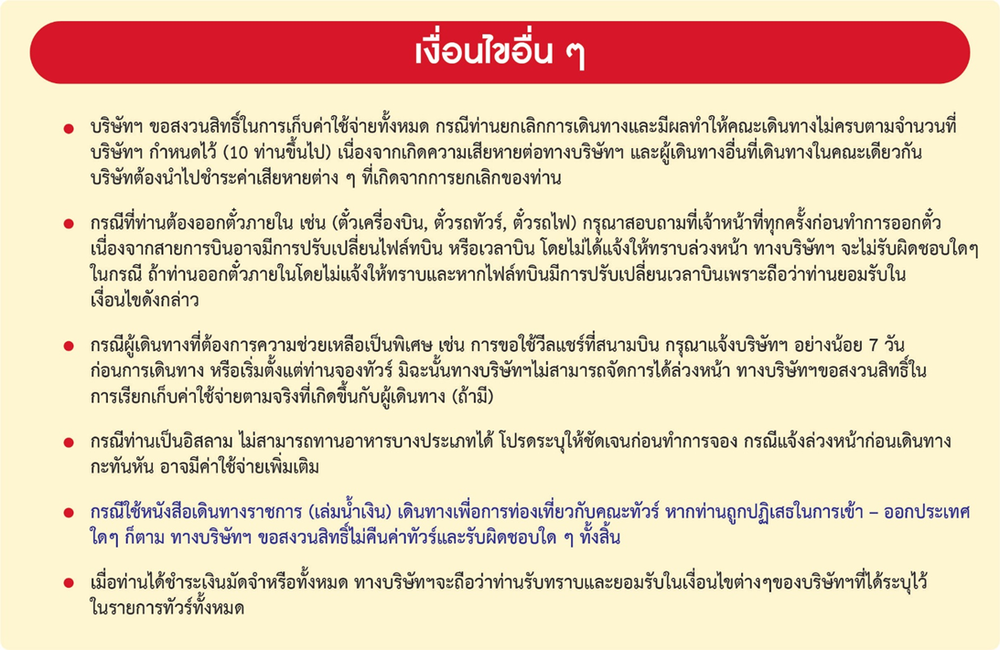 เงื่อนไขอื่น ๆ
• บริษัทฯ ขอสงวนสิทธิ์ในการเก็บค่าใช้จ่ายทั้งหมด กรณีท่านยกเลิกการเดินทางและมีผลทำให้คณะเดินทางไม่ครบตามจำนวนที่
บริษัทฯ กำหนดไว้ (10 ท่านขึ้นไป) เนื่องจากเกิดความเสียหายต่อทางบริษัทฯ และผู้เดินทางอื่นที่เดินทางในคณะเดียวกัน
บริษัทต้องนำไปชำระค่าเสียหายต่าง ๆ ที่เกิดจากการยกเลิกของท่าน
• กรณีที่ท่านต้องออกตั๋วภายใน เช่น (ตั๋วเครื่องบิน, ตั๋วรถทัวร์, ตั๋วรถไฟ) กรุณาสอบถามที่เจ้าหน้าที่ทุกครั้งก่อนทำการออกตั๋ว
เนื่องจากสายการบินอาจมีการปรับเปลี่ยนไฟล์ทบิน หรือเวลาบิน โดยไม่ได้แจ้งให้ทราบล่วงหน้า ทางบริษัทฯ จะไม่รับผิดชอบใดๆ
ในกรณี ถ้าท่านออกตั๋วภายในโดยไม่แจ้งให้ทราบและหากไฟล์ทบินมีการปรับเปลี่ยนเวลาบินเพราะถือว่าท่านยอมรับใน
เงื่อนไขดังกล่าว
• กรณีผู้เดินทางที่ต้องการความช่วยเหลือเป็นพิเศษ เช่น การขอใช้วีลแชร์ที่สนามบิน กรุณาแจ้งบริษัทฯ อย่างน้อย 7 วัน
ก่อนการเดินทาง หรือเริ่มตั้งแต่ท่านจองทัวร์ มิฉะนั้นทางบริษัทฯไม่สามารถจัดการได้ล่วงหน้า ทางบริษัทฯขอสงวนสิทธิ์ใน
การเรียกเก็บค่าใช้จ่ายตามจริงที่เกิดขึ้นกับผู้เดินทาง (ถ้ามี)
• กรณีท่านเป็นอิสลาม ไม่สามารถทานอาหารบางประเภทได้ โปรดระบุให้ชัดเจนก่อนทำการจอง กรณีแจ้งล่วงหน้าก่อนเดินทาง
กะทันหัน อาจมีค่าใช้จ่ายเพิ่มเติม
• กรณีใช้หนังสือเดินทางราชการ (เล่มน้ำเงิน) เดินทางเพื่อการท่องเที่ยวกับคณะทัวร์ หากท่านถูกปฏิเสธในการเข้า – ออกประเทศ
ใดๆ ก็ตาม ทางบริษัทฯ ขอสงวนสิทธิ์ไม่คืนค่าทัวร์และรับผิดชอบใด ๆ ทั้งสิ้น
• เมื่อท่านได้ชำระเงินมัดจำหรือทั้งหมด ทางบริษัทฯจะถือว่าท่านรับทราบและยอมรับในเงื่อนไขต่างๆของบริษัทฯที่ได้ระบุไว้
ในรายการทัวร์ทั้งหมด